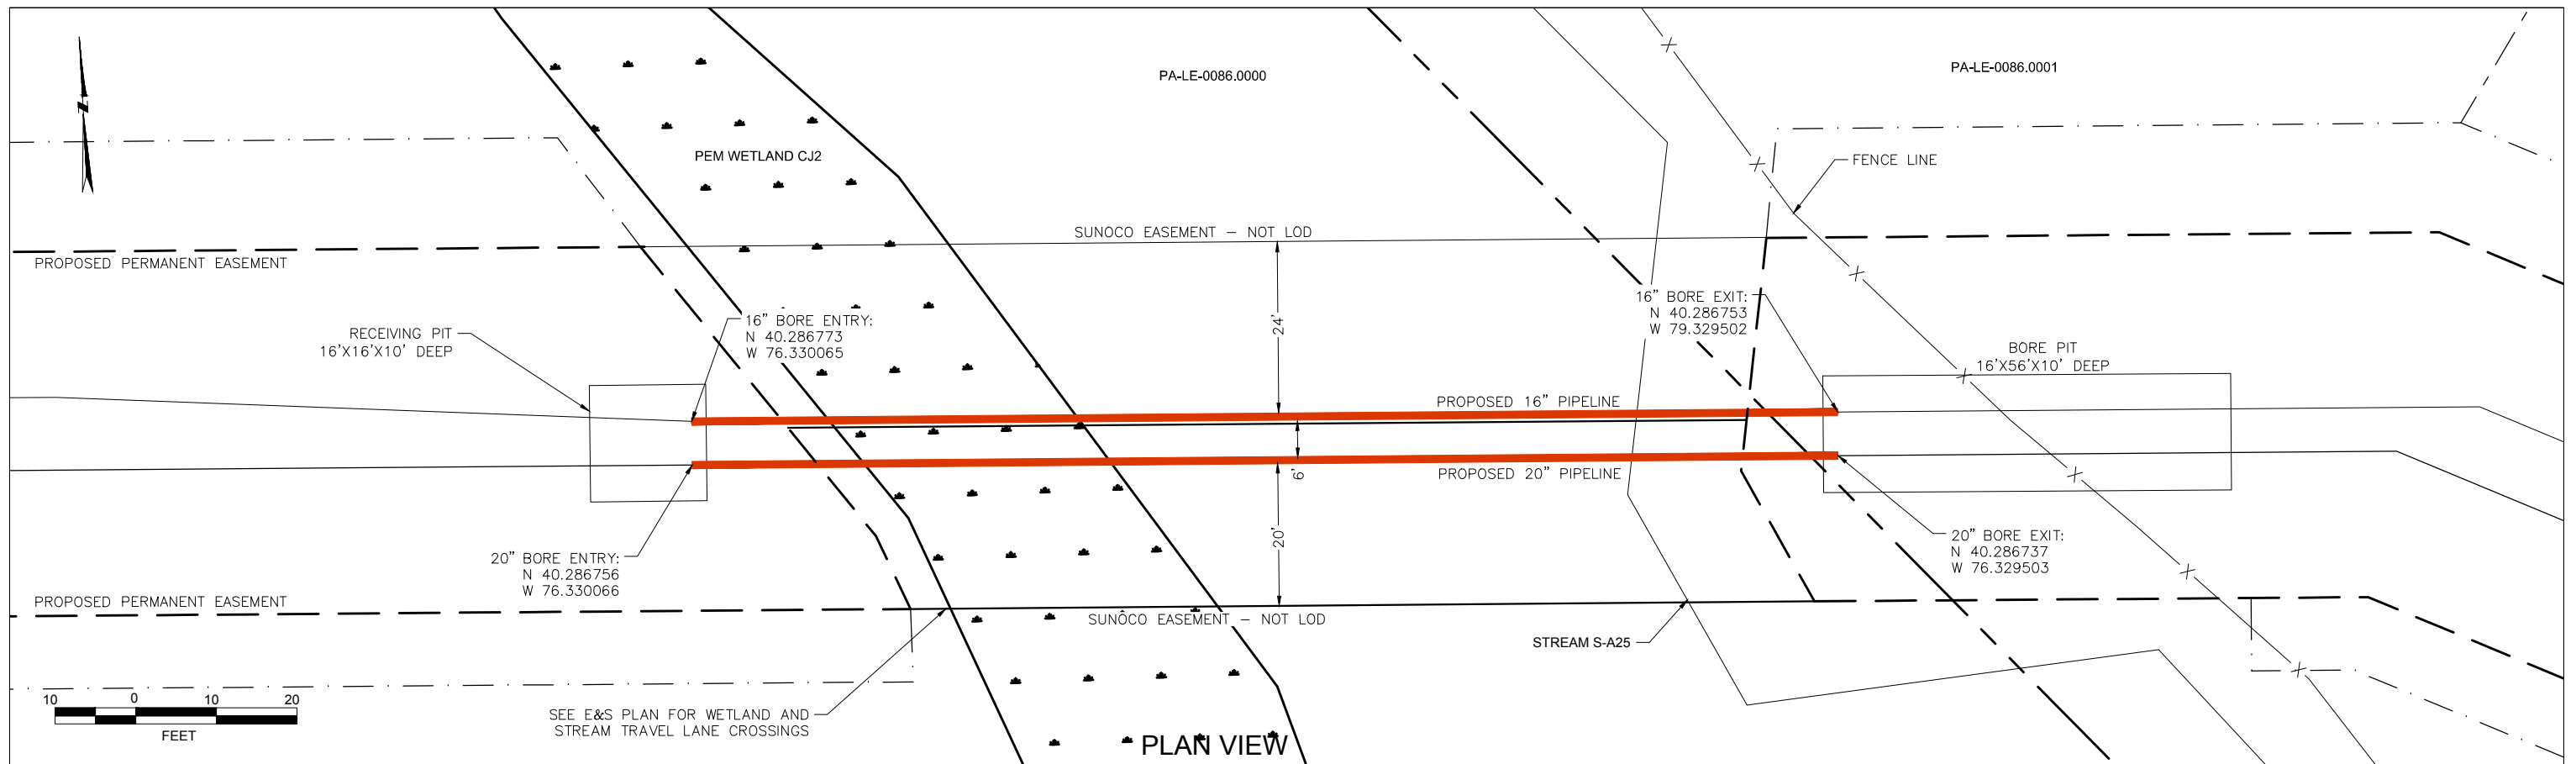 PA-LE-0086.0000
PA-LE-0086.0001
N
PEM WETLAND CJ2
FENCE LINE
SUNOCO EASEMENT – NOT LOD
PROPOSED PERMANENT EASEMENT
RECEIVING PIT
16'X16'X10' DEEP
16" BORE ENTRY:
N 40.286773
W 76.330065
24'
16" BORE EXIT:
N 40.286753
W 79.329502
BORE PIT
16'X56'X10' DEEP
PROPOSED 16" PIPELINE
6'
PROPOSED 20" PIPELINE
20" BORE ENTRY:
N 40.286756
W 76.330066
20'
20" BORE EXIT:
N 40.286737
W 76.329503
PROPOSED PERMANENT EASEMENT
SUNOCO EASEMENT – NOT LOD
STREAM S-A25
10 0 10 20
FEET
SEE E&S PLAN FOR WETLAND AND
STREAM TRAVEL LANE CROSSINGS
PLAN VIEW